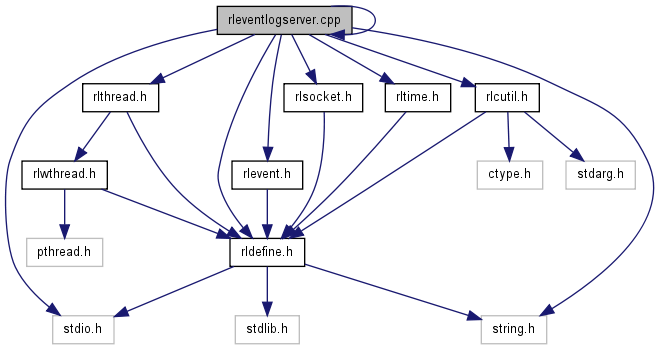 rleventlogserver.cpp
rlthread.h
rlsocket.h
rltime.h
rlcutil.h
rlwthread.h
rlevent.h
ctype.h
stdarg.h
pthread.h
rldefine.h
stdio.h
stdlib.h
string.h